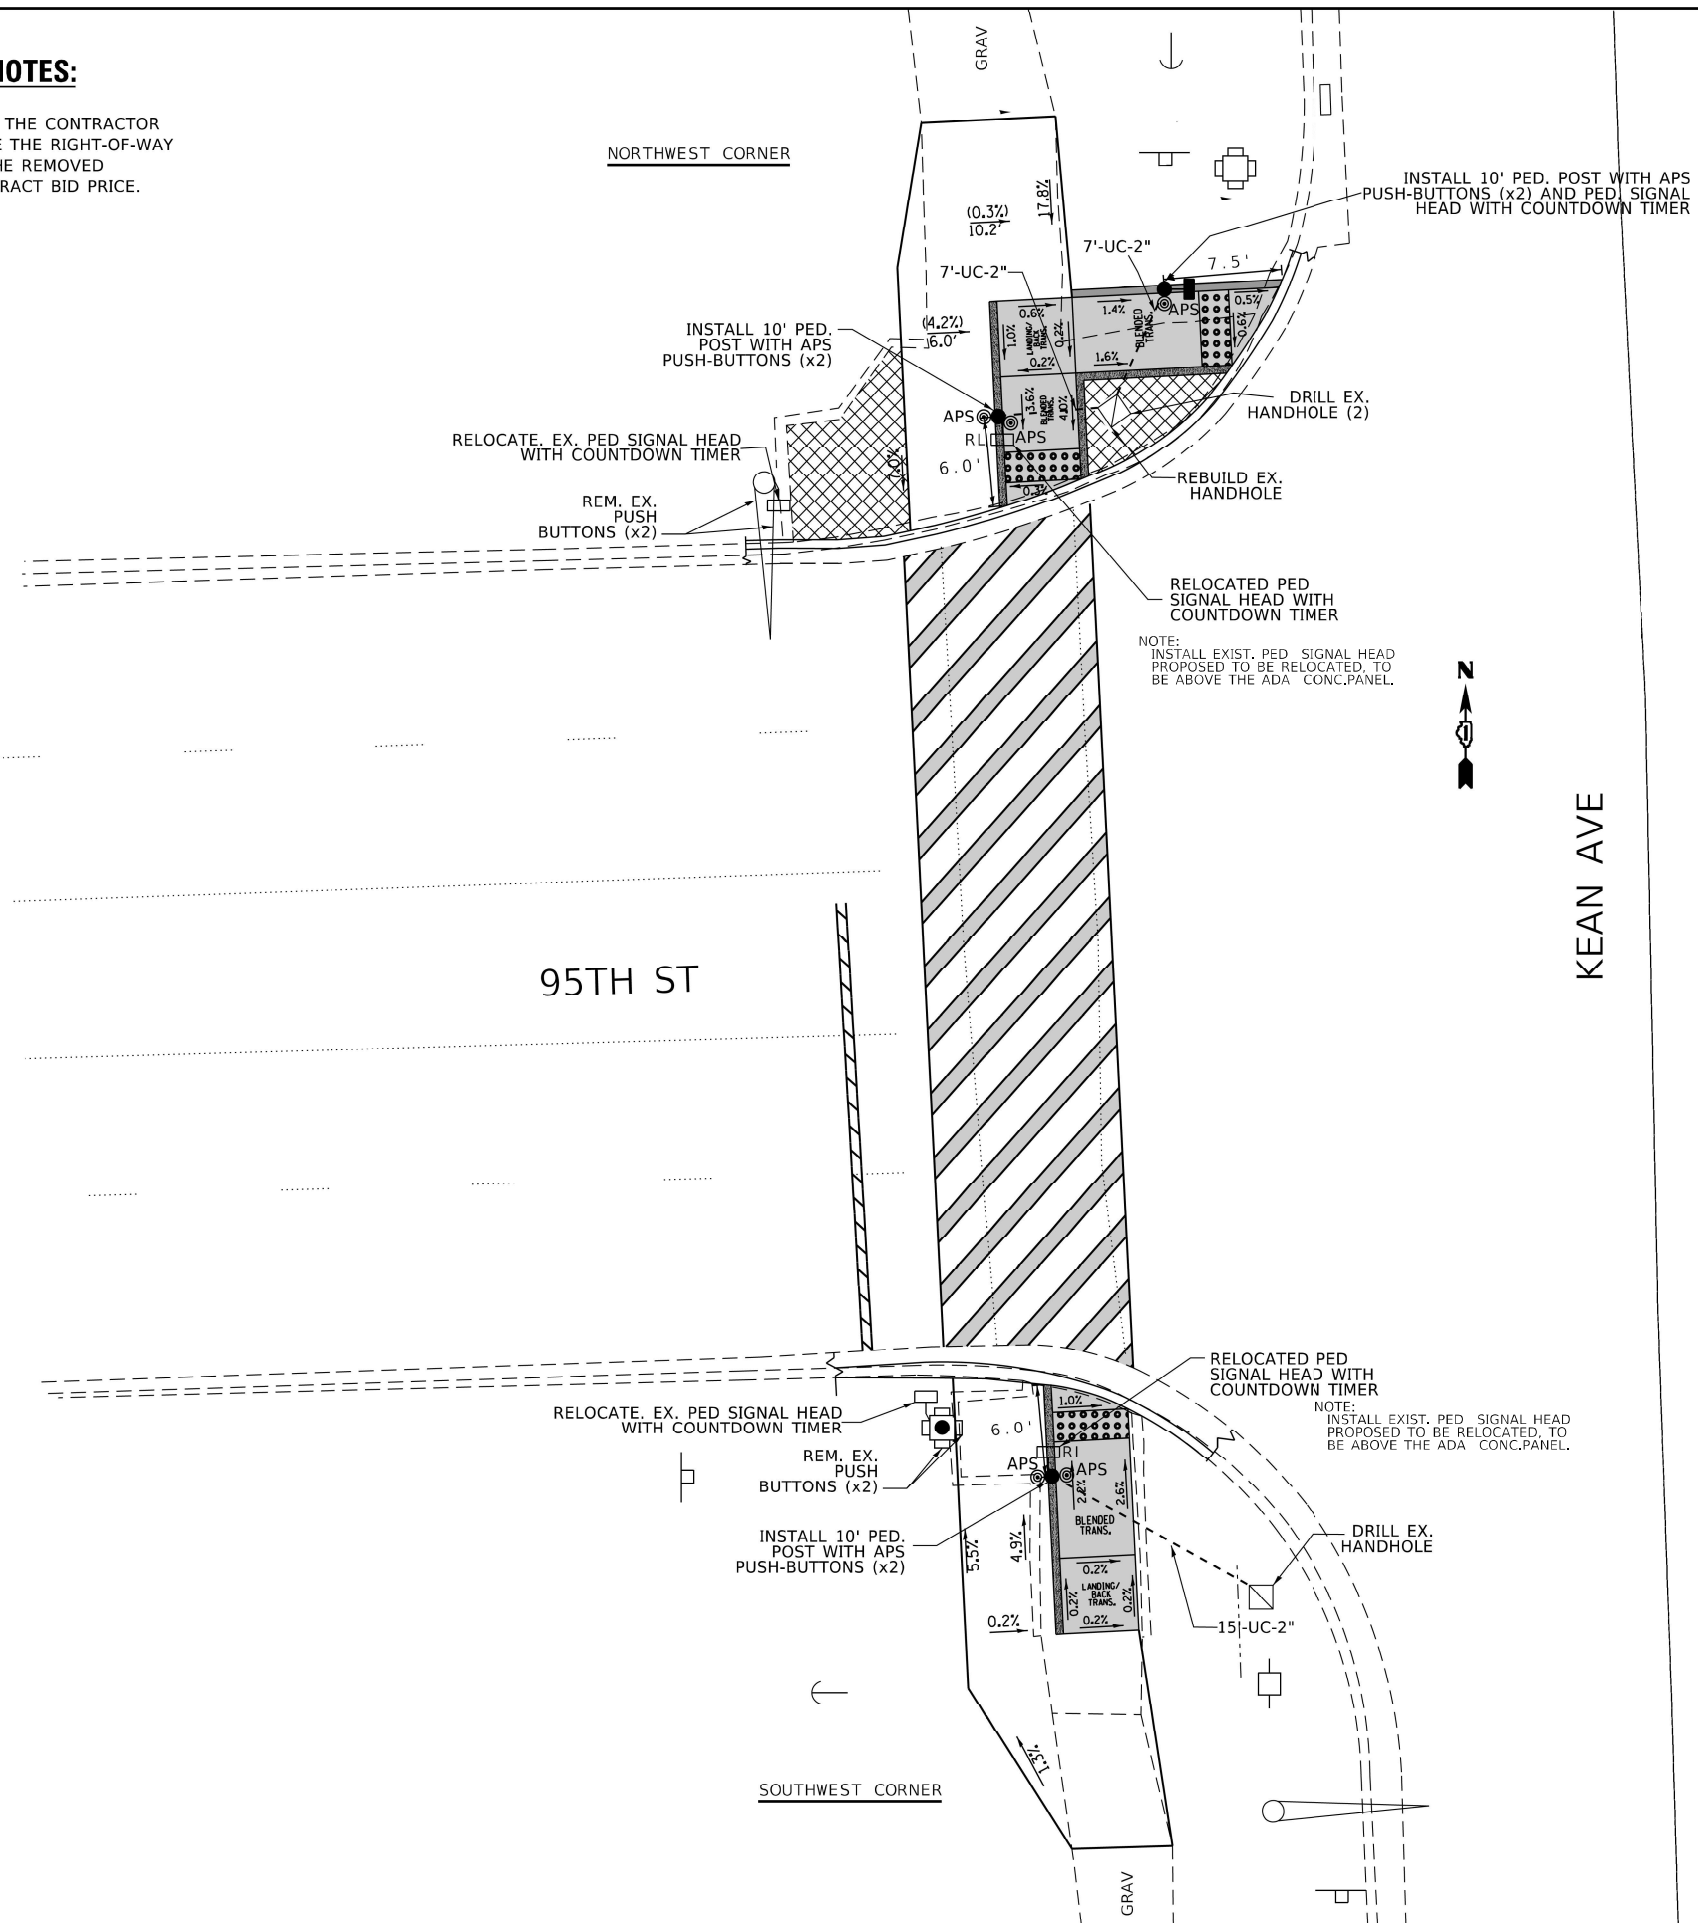 NOTES:
THE CONTRACTOR
THE RIGHT-OF-WAY
REMOVED
BID PRICE.
GRAV
NORTHWEST CORNER
INSTALL 10' PED. POST WITH APS
PUSH-BUTTONS (x2) AND PED. SIGNAL
HEAD WITH COUNTDOWN TIMER
17.8%
(0.3%)
10.2'
7'-UC-2"
7'-UC-2"
7.5'
INSTALL 10' PED.
POST WITH APS
PUSH-BUTTONS (x2)
(4.2%)
6.0'
0.6%
1.0%
LANDING/
BACK
TRANS.
0.2%
0.2%
1.4%
BLENDED
TRANS.
1.6%
APS
0.5%
0.6%
DRILL EX.
HANDHOLE (2)
APS
3.6%
BLENDED
TRANS.
4.0%
RL
APS
6.0'
0.3%
RELOCATE. EX. PED SIGNAL HEAD
WITH COUNTDOWN TIMER
REM. EX.
PUSH
BUTTONS (x2)
REBUILD EX.
HANDHOLE
RELOCATED PED
SIGNAL HEAD WITH
COUNTDOWN TIMER
NOTE:
INSTALL EXIST. PED SIGNAL HEAD
PROPOSED TO BE RELOCATED, TO
BE ABOVE THE ADA CONC.PANEL.
N
KEAN AVE
95TH ST
RELOCATED PED
SIGNAL HEAD WITH
COUNTDOWN TIMER
NOTE:
INSTALL EXIST. PED SIGNAL HEAD
PROPOSED TO BE RELOCATED, TO
BE ABOVE THE ADA CONC.PANEL.
RELOCATE. EX. PED SIGNAL HEAD
WITH COUNTDOWN TIMER
REM. EX.
PUSH
BUTTONS (x2)
6.0'
1.0%
APS
APS
2.2%
2.6%
BLENDED
TRANS.
INSTALL 10' PED.
POST WITH APS
PUSH-BUTTONS (x2)
5.5%
4.9%
DRILL EX.
HANDHOLE
0.2%
LANDING/
BACK
TRANS.
0.2%
0.2%
0.2%
0.2%
15'-UC-2"
1.3%
SOUTHWEST CORNER
GRAV